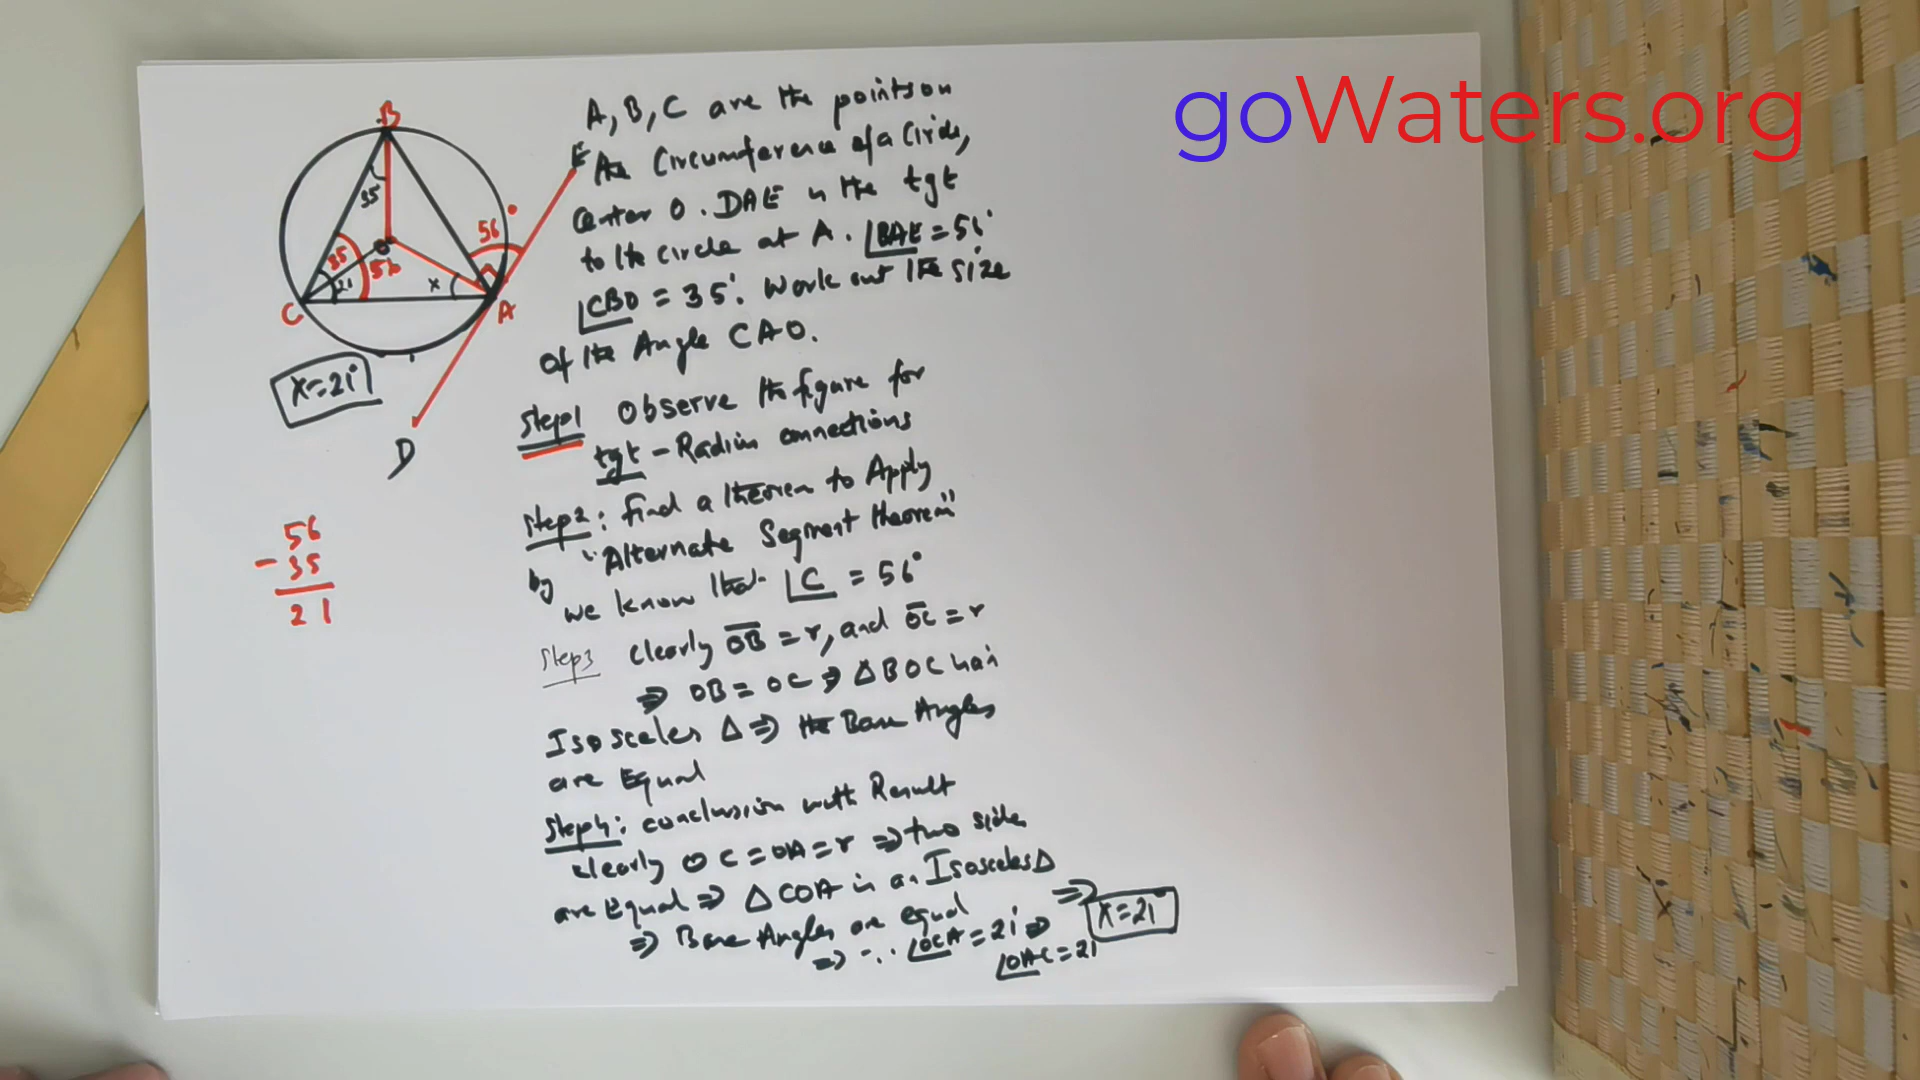 goWaters.org
B
35
35
O
56
21
x
C
A
56°
E
D
x=21°
56
- 35
21
A, B, C are the points on
the Circumference of a Circle,
Center O. DAE is the tgt
to the circle at A. ∠BAE = 56°
∠CBO = 35°. Work out the size
of the Angle CAO.
Step1 Observe the figure for
tgt - Radius connections
Step2: find a theorem to Apply
by "Alternate Segment theorem"
we know that ∠C = 56°
Step3 clearly OB = r, and OC = r
⇒ OB = OC ⇒ △BOC has
Isosceles △ ⇒ the Base Angles
are Equal
Step4: conclussion with Result
clearly OC = OA = r ⇒ two sides
are Equal ⇒ △COA is an Isosceles △
⇒ Base Angles are equal
⇒ ∵ ∠OCA = 21° ⇒
∠OAC = 21
⇒ x=21°